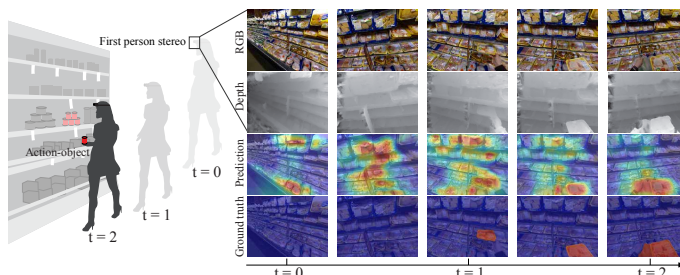 First person stereo
Action-object
t = 0
t = 1
t = 2
RGB
Depth
Prediction
Ground truth
t = 0
t = 1
t = 2